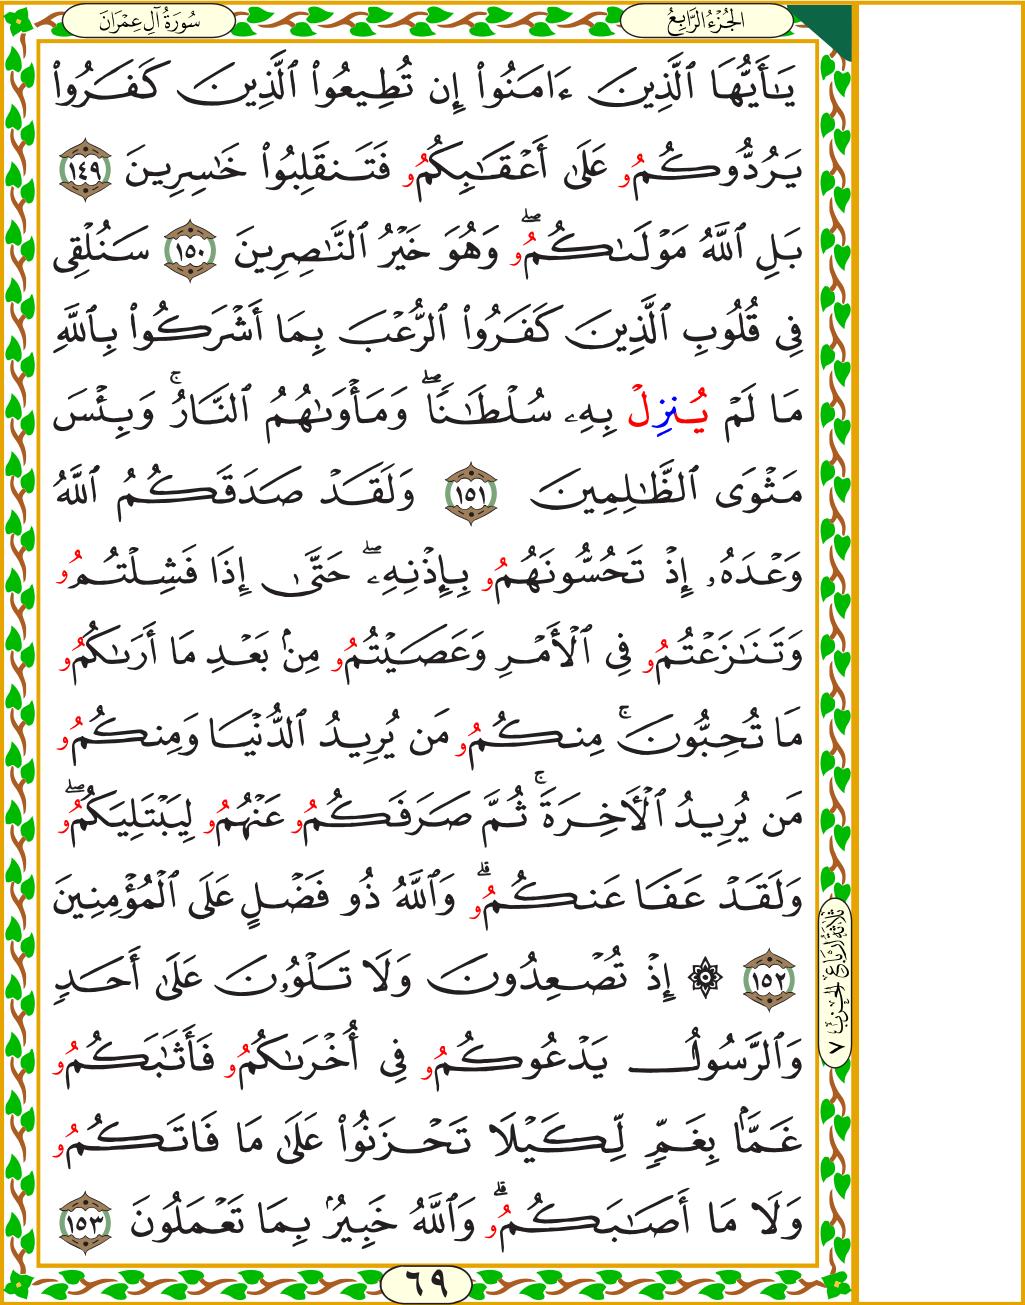 الجُزْءُ الرَّابِعُ
سُورَةُ آلِ عِمْرَان
يَـٰٓأَيُّهَا ٱلَّذِينَ ءَامَنُوٓا۟ إِن تُطِيعُوا۟ ٱلَّذِينَ كَفَرُوا۟
يَرُدُّوكُمُۥ عَلَىٰٓ أَعْقَـٰبِكُمُۥ فَتَنقَلِبُوا۟ خَـٰسِرِينَ ١٤٩
بَلِ ٱللَّهُ مَوْلَىٰكُمُۥۖ وَهُوَ خَيْرُ ٱلنَّـٰصِرِينَ ١٥٠ سَنُلْقِى
فِى قُلُوبِ ٱلَّذِينَ كَفَرُوا۟ ٱلرُّعْبَ بِمَا أَشْرَكُوا۟ بِٱللَّهِ
مَا لَمْ يُنزِلْ بِهِۦ سُلْطَـٰنًاۖ وَمَأْوَىٰهُمُ ٱلنَّارُۚ وَبِئْسَ
مَثْوَى ٱلظَّـٰلِمِينَ ١٥١ وَلَقَدْ صَدَقَكُمُ ٱللَّهُ
وَعْدَهُۥ إِذْ تَحُسُّونَهُمُۥ بِإِذْنِهِۦۖ حَتَّىٰ إِذَا فَشِلْتُمُۥ
وَتَنَـٰزَعْتُمُۥ فِى ٱلْأَمْرِ وَعَصَيْتُمُۥ مِنۢ بَعْدِ مَا أَرَىٰكُمُۥ
مَا تُحِبُّونَۚ مِنكُمُۥ مَن يُرِيدُ ٱلدُّنْيَا وَمِنكُمُۥ
مَن يُرِيدُ ٱلْـَٔاخِرَةَۚ ثُمَّ صَرَفَكُمُۥ عَنْهُمُۥ لِيَبْتَلِيَكُمُۥۖ
وَلَقَدْ عَفَا عَنكُمُۥۗ وَٱللَّهُ ذُو فَضْلٍ عَلَى ٱلْمُؤْمِنِينَ
١٥٢ ۞ إِذْ تُصْعِدُونَ وَلَا تَلْوُۥنَ عَلَىٰ أَحَدٍ
وَٱلرَّسُولُ يَدْعُوكُمُۥ فِى أُخْرَىٰكُمُۥ فَأَثَـٰبَكُمُۥ
غَمًّۢا بِغَمٍّ لِّكَيْلَا تَحْزَنُوا۟ عَلَىٰ مَا فَاتَكُمُۥ
وَلَا مَا أَصَـٰبَكُمُۥۗ وَٱللَّهُ خَبِيرٌۢ بِمَا تَعْمَلُونَ ١٥٣
ثلاثة أرباع الحزب ٧
٦٩